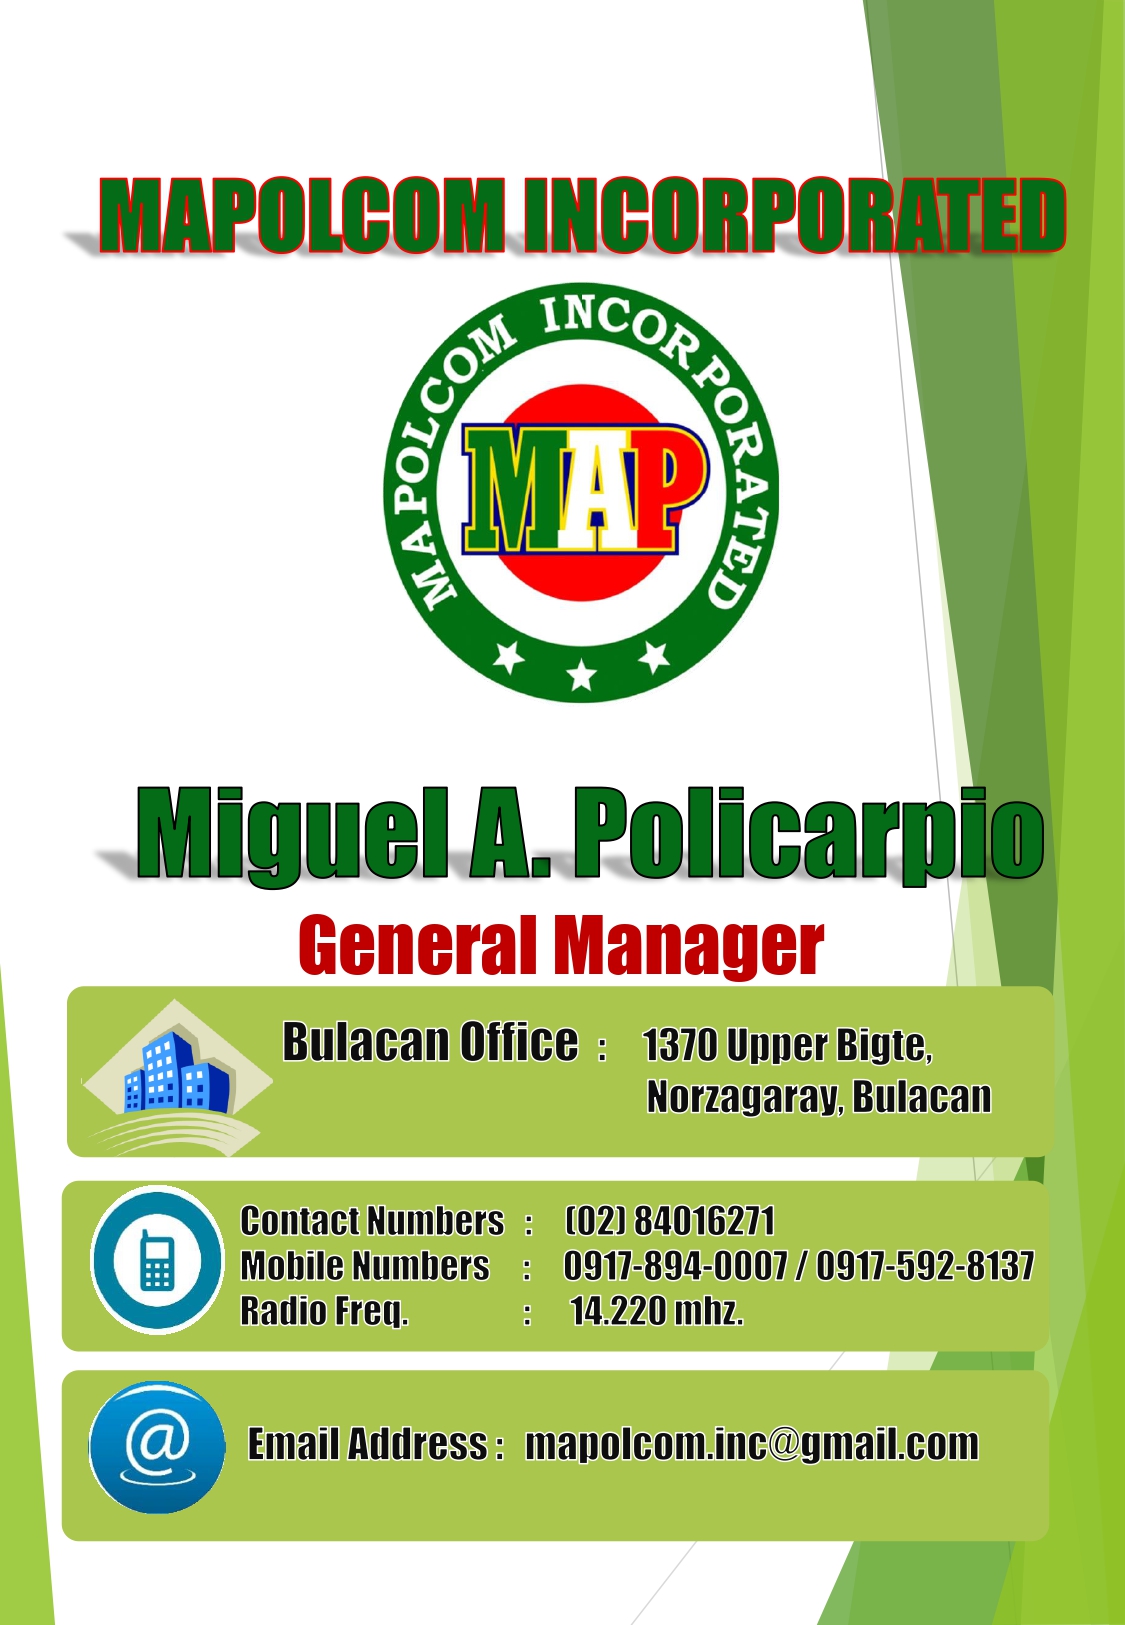 MAPOLCOM INCORPORATED
MAPOLCOM INCORPORATED
MAP
Miguel A. Policarpio
General Manager
Bulacan Office : 1370 Upper Bigte,
Norzagaray, Bulacan
Contact Numbers : (02) 84016271
Mobile Numbers : 0917-894-0007 / 0917-592-8137
Radio Freq. : 14.220 mhz.
@
Email Address : mapolcom.inc@gmail.com